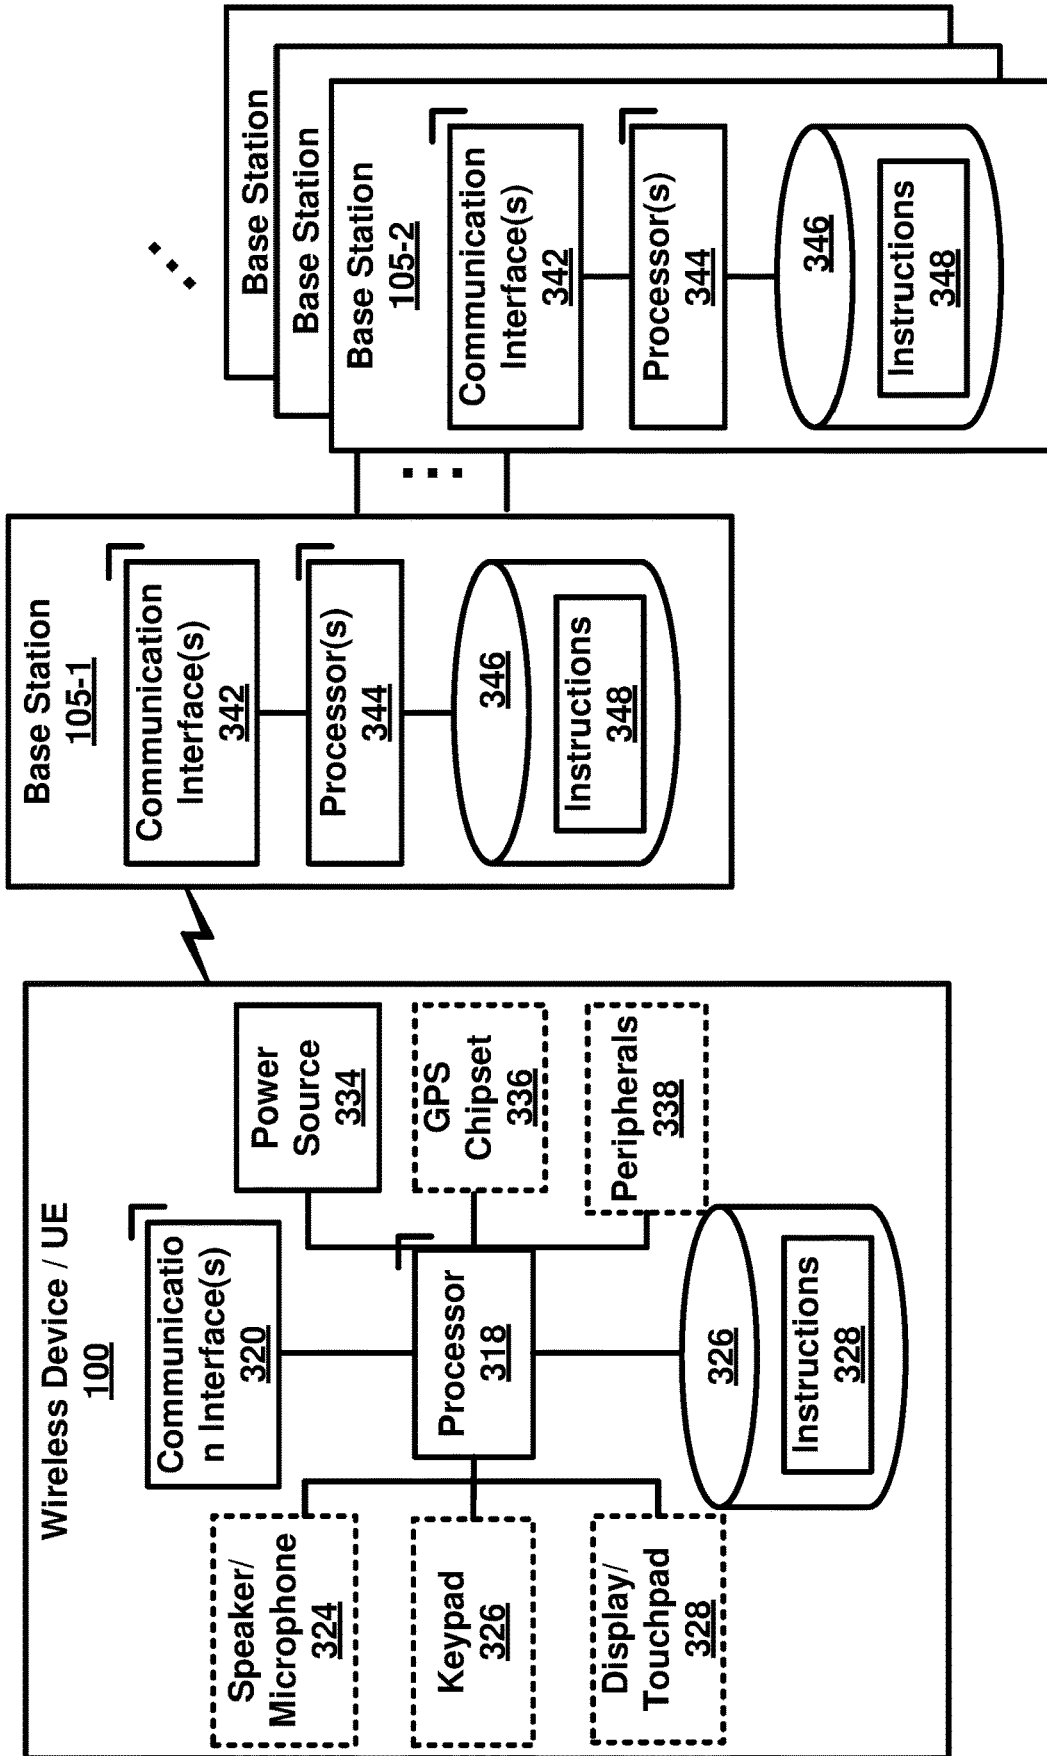 Wireless Device / UE
100
Communicatio
n Interface(s)
320
Speaker/
Microphone
324
Power
Source
334
Keypad
326
Processor
318
GPS
Chipset
336
Display/
Touchpad
328
Peripherals
338
326
Instructions
328
Base Station
105-1
Communication
Interface(s)
342
Processor(s)
344
346
Instructions
348
Base Station
Base Station
Base Station
105-2
Communication
Interface(s)
342
Processor(s)
344
346
Instructions
348